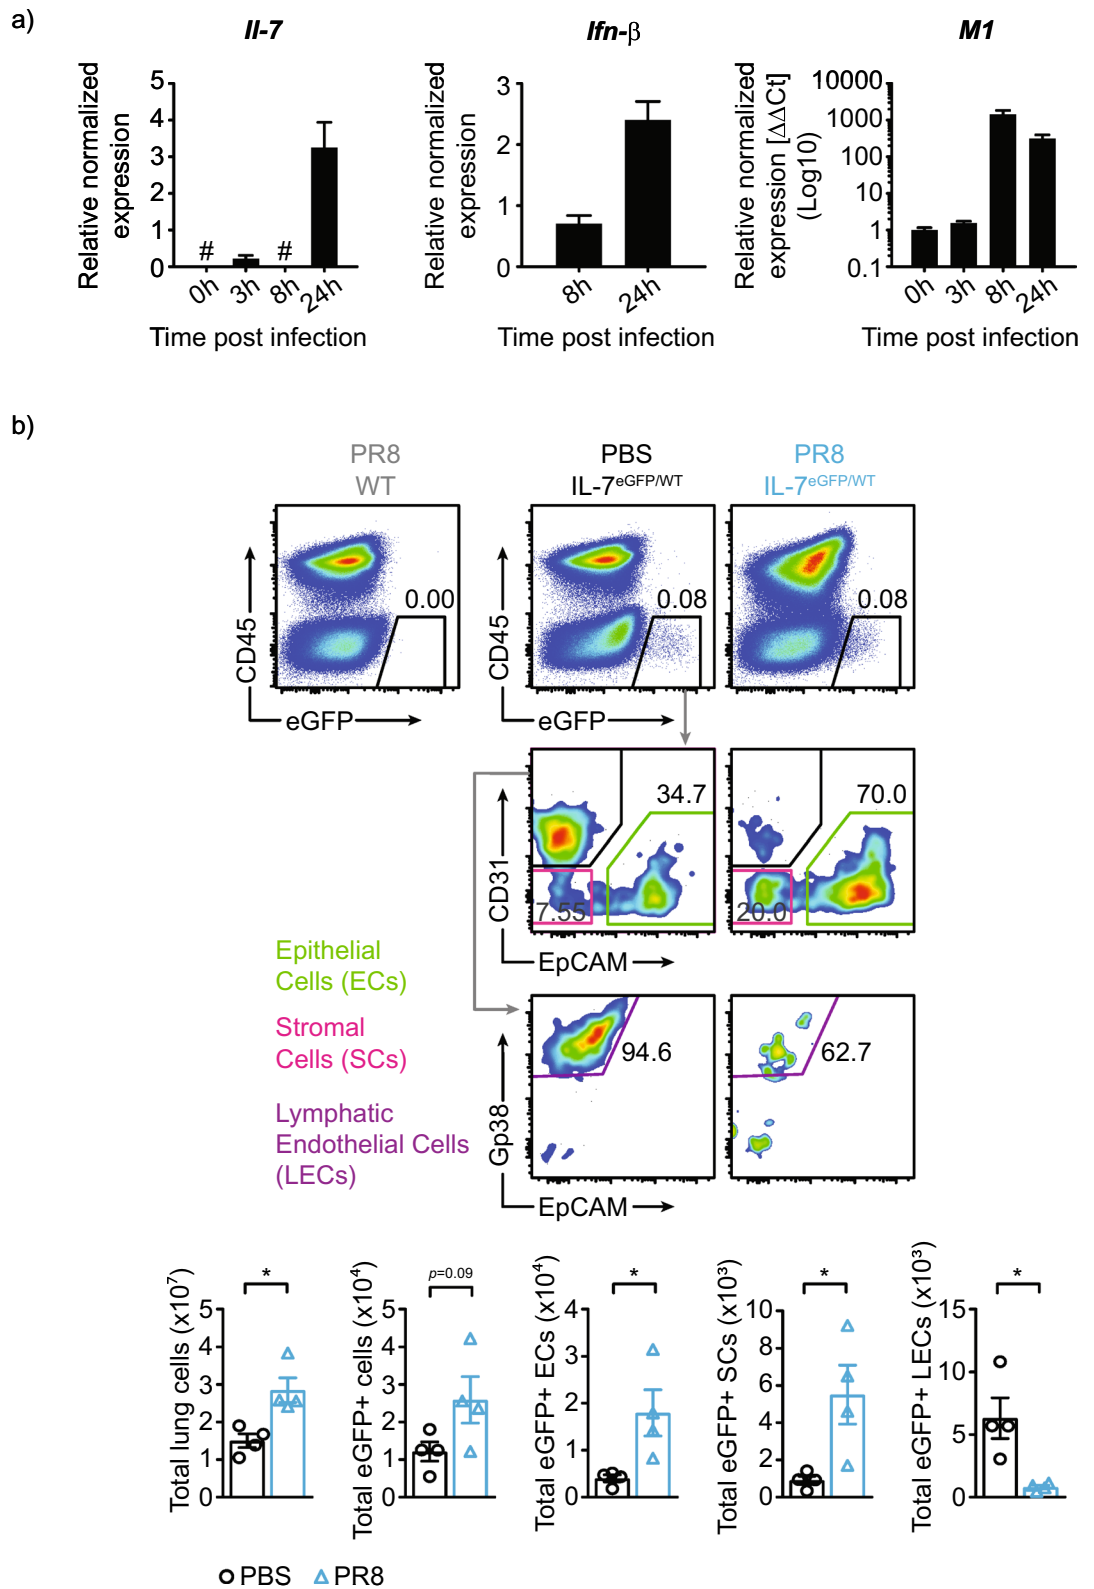 a)
Il-7
Ifn-β
M1
Relative normalized
expression
5
4
3
2
1
0
#
#
0h
3h
8h
24h
Time post infection
Relative normalized
expression
3
2
1
0
8h
24h
Time post infection
Relative normalized
expression [ΔΔCt]
(Log10)
10000
1000
100
10
1
0.1
0h
3h
8h
24h
Time post infection
b)
PR8
WT
PBS
IL-7eGFP/WT
PR8
IL-7eGFP/WT
CD45
0.00
eGFP
CD45
0.08
0.08
eGFP
CD31
34.7
7.55
70.0
20.0
EpCAM
Epithelial
Cells (ECs)
Stromal
Cells (SCs)
Lymphatic
Endothelial Cells
(LECs)
Gp38
94.6
62.7
EpCAM
Total lung cells (x10⁷)
*
5
4
3
2
1
0
Total eGFP+ cells (x10⁴)
p=0.09
5
4
3
2
1
0
Total eGFP+ ECs (x10⁴)
*
4
3
2
1
0
Total eGFP+ SCs (x10³)
*
10
8
6
4
2
0
Total eGFP+ LECs (x10³)
*
15
10
5
0
PBS
PR8